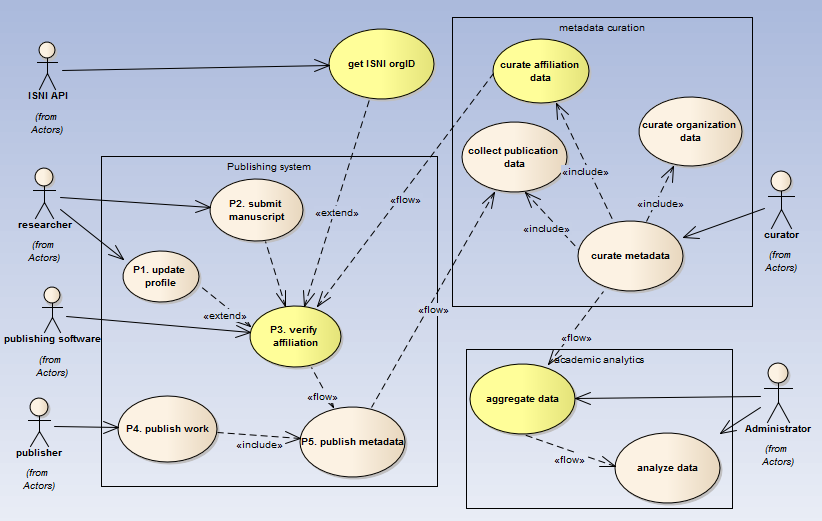 metadata curation
get ISNI orgID
curate affiliation
data
ISNI API
(from
Actors)
collect publication
data
curate organization
data
Publishing system
«include»
P2. submit
manuscript
«extend»
«flow»
«include»
researcher
(from
Actors)
«include»
curator
(from
Actors)
curate metadata
P1. update
profile
«extend»
«flow»
publishing software
(from
Actors)
P3. verify
affiliation
«flow»
academic analytics
«flow»
aggregate data
publisher
(from
Actors)
P4. publish work
«include»
P5. publish metadata
Administrator
(from
Actors)
«flow»
analyze data